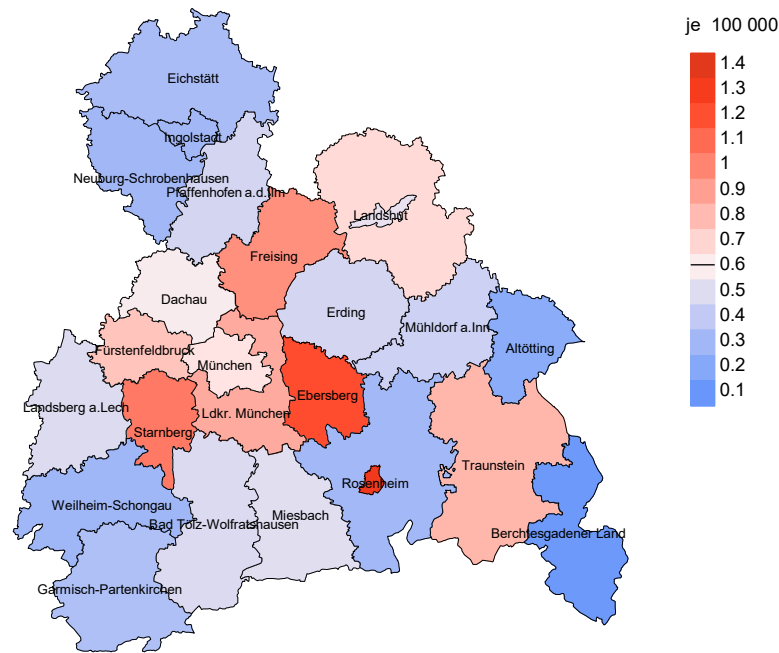 je 100 000
1.4
1.3
1.2
1.1
1
0.9
0.8
0.7
0.6
0.5
0.4
0.3
0.2
0.1
Eichstätt
Ingolstadt
Neuburg-Schrobenhausen
Pfaffenhofen a.d.Ilm
Landshut
Freising
Dachau
Erding
Mühldorf a.Inn
Altötting
Fürstenfeldbruck
München
Ebersberg
Landsberg a.Lech
Ldkr. München
Starnberg
Traunstein
Rosenheim
Weilheim-Schongau
Miesbach
Bad Tölz-Wolfratshausen
Berchtesgadener Land
Garmisch-Partenkirchen